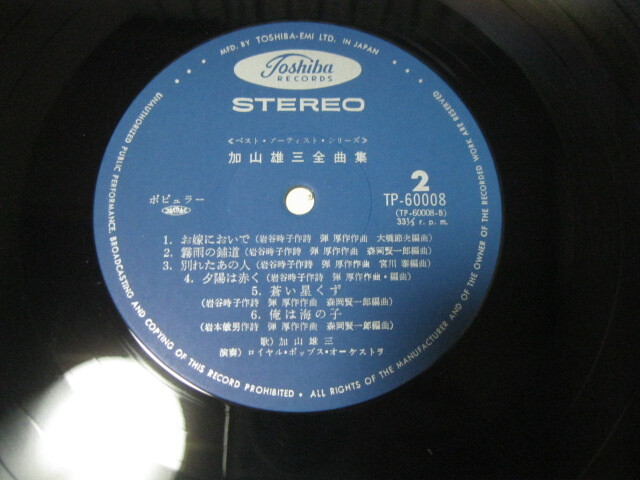 MFD. BY TOSHIBA-EMI LTD. IN JAPAN
Toshiba
RECORDS
STEREO
≪ベスト・アーティスト・シリーズ≫
加山雄三全曲集
2
ポピュラー
TP-60008
(TP-60008-B)
33⅓ r. p. m.
1. お嫁においで (岩谷時子作詩 弾 厚作作曲 大橋節夫編曲)
2. 霧雨の舗道 (岩谷時子作詩 弾 厚作作曲 森岡賢一郎編曲)
3. 別れたあの人 (岩谷時子作詩 弾 厚作作曲 宮川 泰編曲)
4. 夕陽は赤く (岩谷時子作詩 弾 厚作作曲・編曲)
5. 蒼い星くず
(岩谷時子作詩 弾 厚作作曲 森岡賢一郎編曲)
6. 俺は海の子
(岩本敏男作詩 弾 厚作作曲 森岡賢一郎編曲)
歌) 加山雄三
演奏) ロイヤル・ポップス・オーケストラ
UNAUTHORIZED PUBLIC PERFORMANCE, BROADCASTING AND COPYING OF THIS RECORD PROHIBITED • ALL RIGHTS OF THE MANUFACTURER AND OF THE OWNER OF THE RECORDED WORK ARE RESERVED